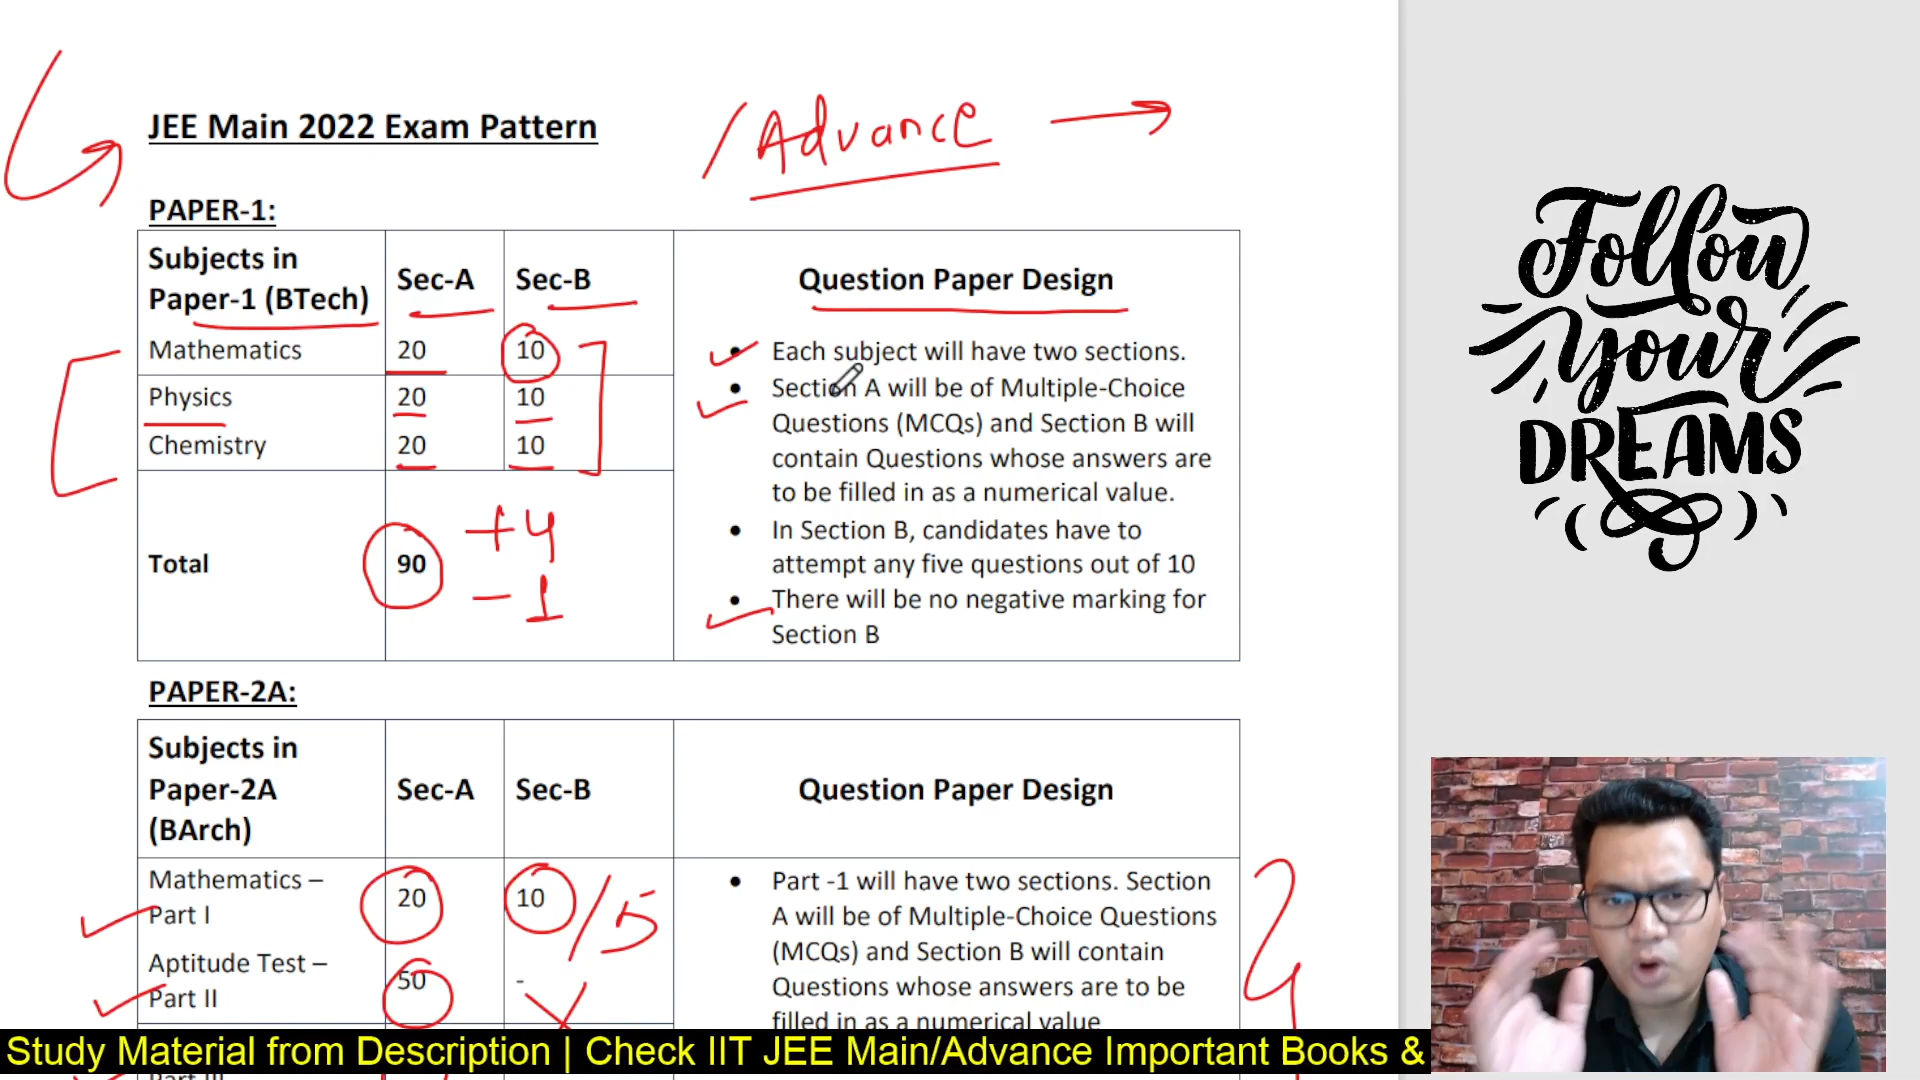 JEE Main 2022 Exam Pattern
/Advance
PAPER-1:
Subjects in
Paper-1 (BTech)
Sec-A
Sec-B
Question Paper Design
Mathematics
20
10
Physics
20
10
Chemistry
20
10
Total
90
+4
-1
• Each subject will have two sections.
• Section A will be of Multiple-Choice
Questions (MCQs) and Section B will
contain Questions whose answers are
to be filled in as a numerical value.
• In Section B, candidates have to
attempt any five questions out of 10
• There will be no negative marking for
Section B
PAPER-2A:
Subjects in
Paper-2A
(BArch)
Sec-A
Sec-B
Question Paper Design
Mathematics –
Part I
20
10
/5
Aptitude Test –
Part II
50
-
• Part -1 will have two sections. Section
A will be of Multiple-Choice Questions
(MCQs) and Section B will contain
Questions whose answers are to be
filled in as a numerical value
Part III
Follow
Your
DREAMS
Study Material from Description | Check IIT JEE Main/Advance Important Books &